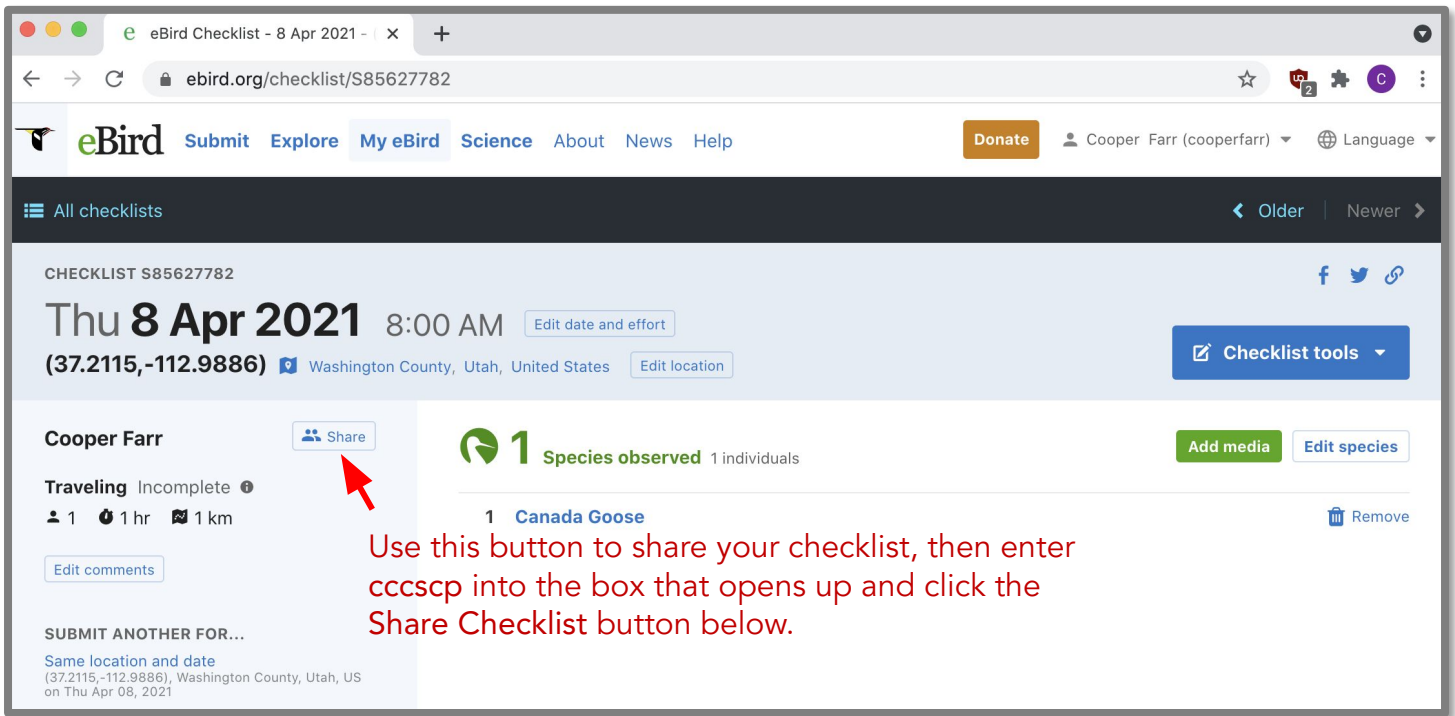 e eBird Checklist - 8 Apr 2021 -
ebird.org/checklist/S85627782
2
C
eBird Submit Explore My eBird Science About News Help Donate Cooper Farr (cooperfarr) Language
All checklists Older Newer
CHECKLIST S85627782
Thu 8 Apr 2021 8:00 AM Edit date and effort
(37.2115,-112.9886) Washington County, Utah, United States Edit location
Checklist tools
Cooper Farr Share
1 Species observed 1 individuals
Add media Edit species
Traveling Incomplete
1 1 hr 1 km
1 Canada Goose Remove
Use this button to share your checklist, then enter
cccscp into the box that opens up and click the
Share Checklist button below.
Edit comments
SUBMIT ANOTHER FOR...
Same location and date
(37.2115,-112.9886), Washington County, Utah, US
on Thu Apr 08, 2021